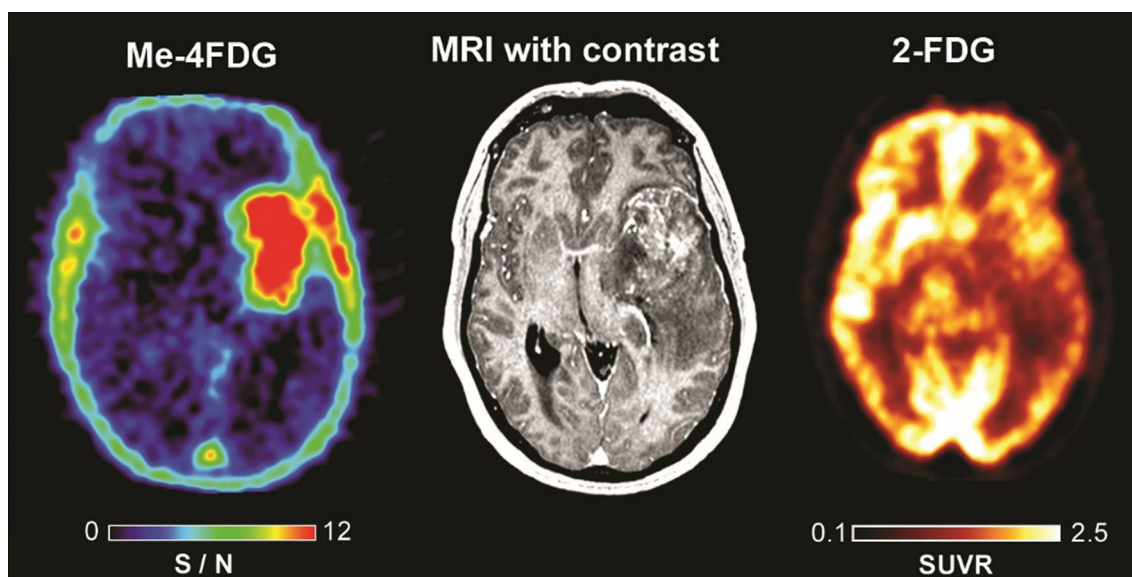 Me-4FDG
MRI with contrast
2-FDG
0 12
S / N
0.1 2.5
SUVR